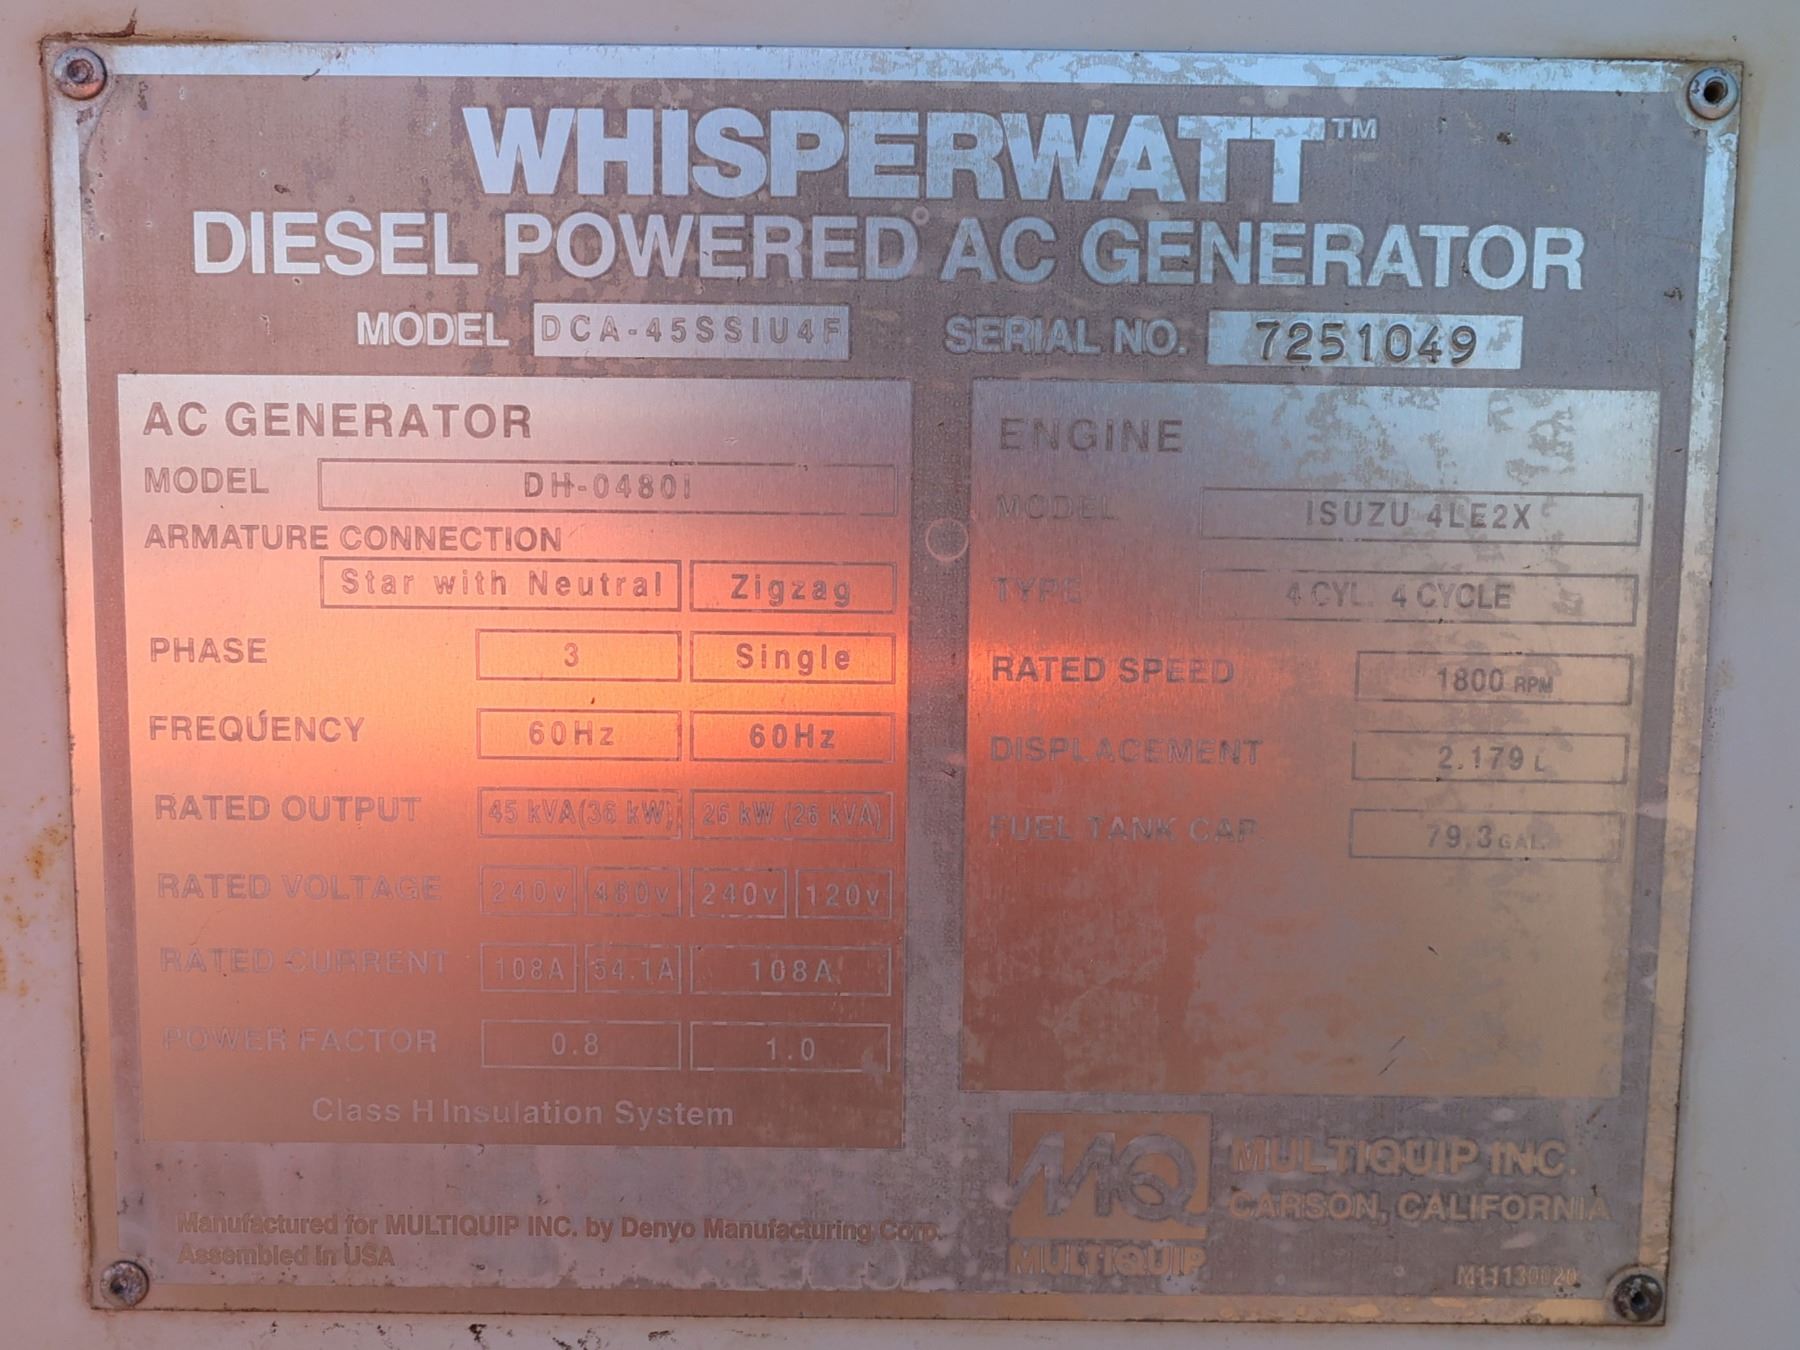 WHISPERWATT™
DIESEL POWERED AC GENERATOR
MODEL DCA-45SSIU4F SERIAL NO. 7251049
AC GENERATOR
MODEL DH-0480I
ARMATURE CONNECTION
Star with Neutral Zigzag
PHASE 3 Single
FREQUENCY 60Hz 60Hz
RATED OUTPUT 45 kVA(36 kW) 26 kW (26 kVA)
RATED VOLTAGE 240v 480v 240v 120v
RATED CURRENT 108A 54.1A 108A
POWER FACTOR 0.8 1.0
Class H Insulation System
ENGINE
MODEL ISUZU 4LE2X
TYPE 4 CYL. 4 CYCLE
RATED SPEED 1800 RPM
DISPLACEMENT 2.179 L
FUEL TANK CAP. 79.3 GAL.
Manufactured for MULTIQUIP INC. by Denyo Manufacturing Corp.
Assembled in USA
MQ
MULTIQUIP
MULTIQUIP INC.
CARSON, CALIFORNIA
M11130020